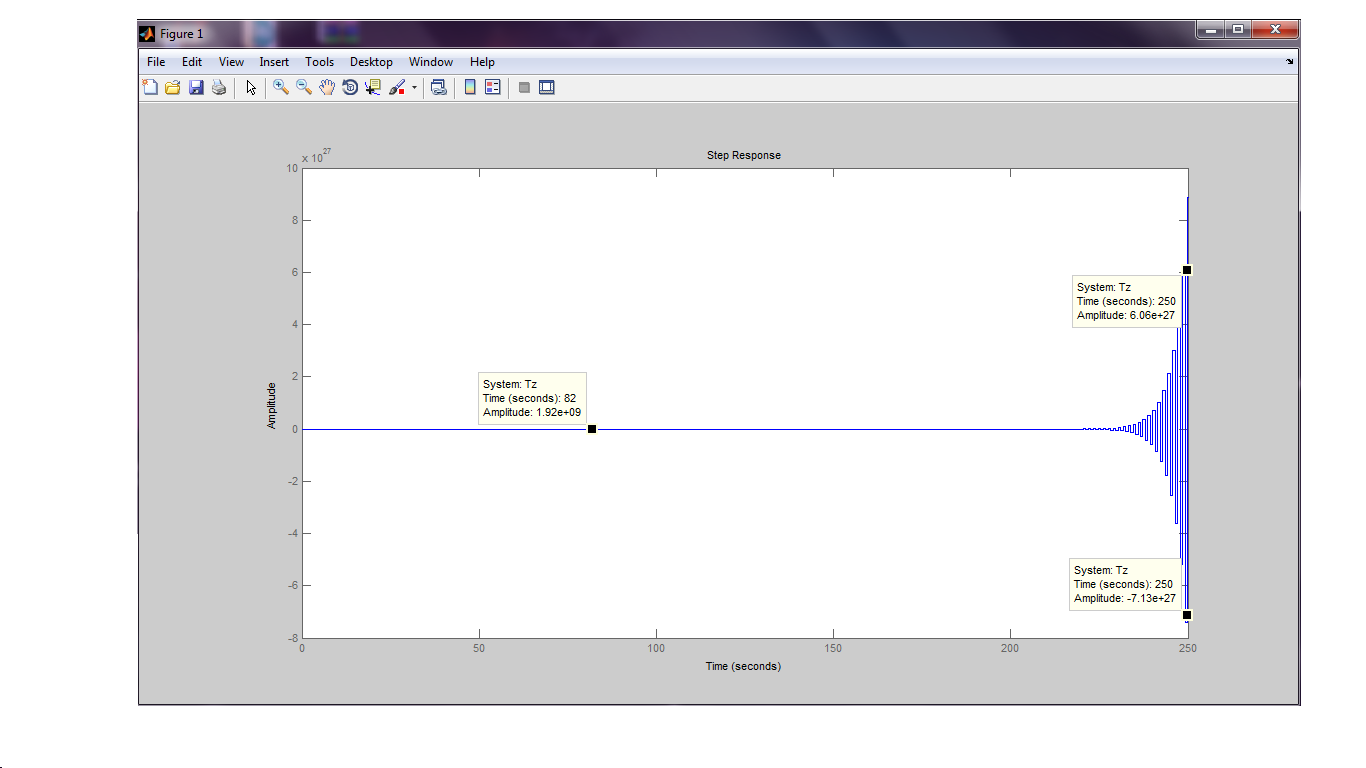 Figure 1
File Edit View Insert Tools Desktop Window Help
Step Response
x 10^27
10
8
6
4
2
0
-2
-4
-6
-8
Amplitude
System: Tz
Time (seconds): 82
Amplitude: 1.92e+09
System: Tz
Time (seconds): 250
Amplitude: 6.06e+27
System: Tz
Time (seconds): 250
Amplitude: -7.13e+27
0 50 100 150 200 250
Time (seconds)